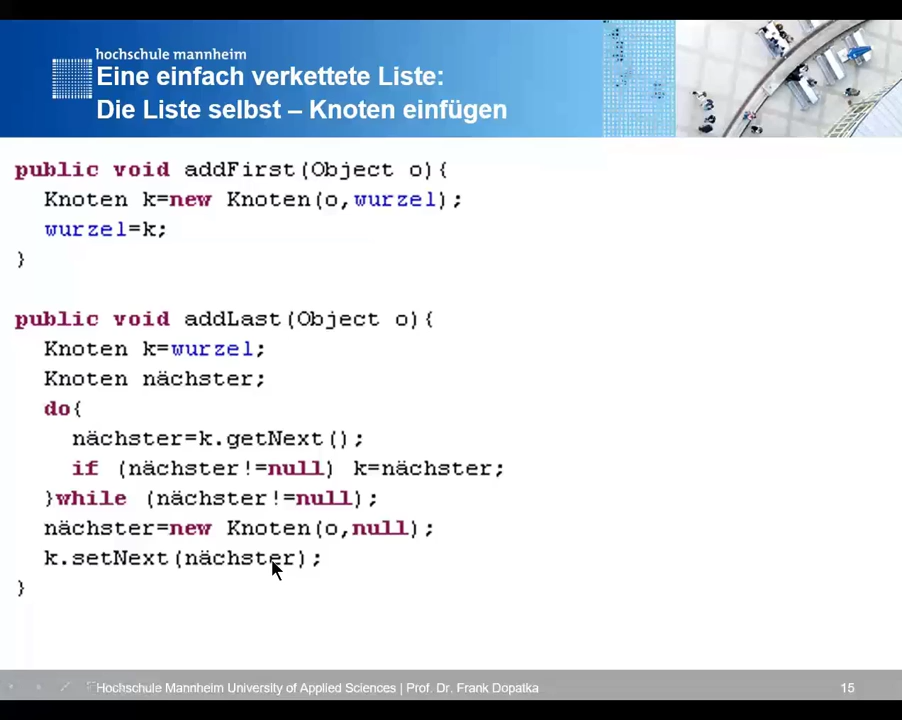 hochschule mannheim
Eine einfach verkettete Liste:
Die Liste selbst – Knoten einfügen
public void addFirst(Object o){
Knoten k=new Knoten(o,wurzel);
wurzel=k;
}
public void addLast(Object o){
Knoten k=wurzel;
Knoten nächster;
do{
nächster=k.getNext();
if (nächster!=null) k=nächster;
}while (nächster!=null);
nächster=new Knoten(o,null);
k.setNext(nächster);
}
Hochschule Mannheim University of Applied Sciences | Prof. Dr. Frank Dopatka
15